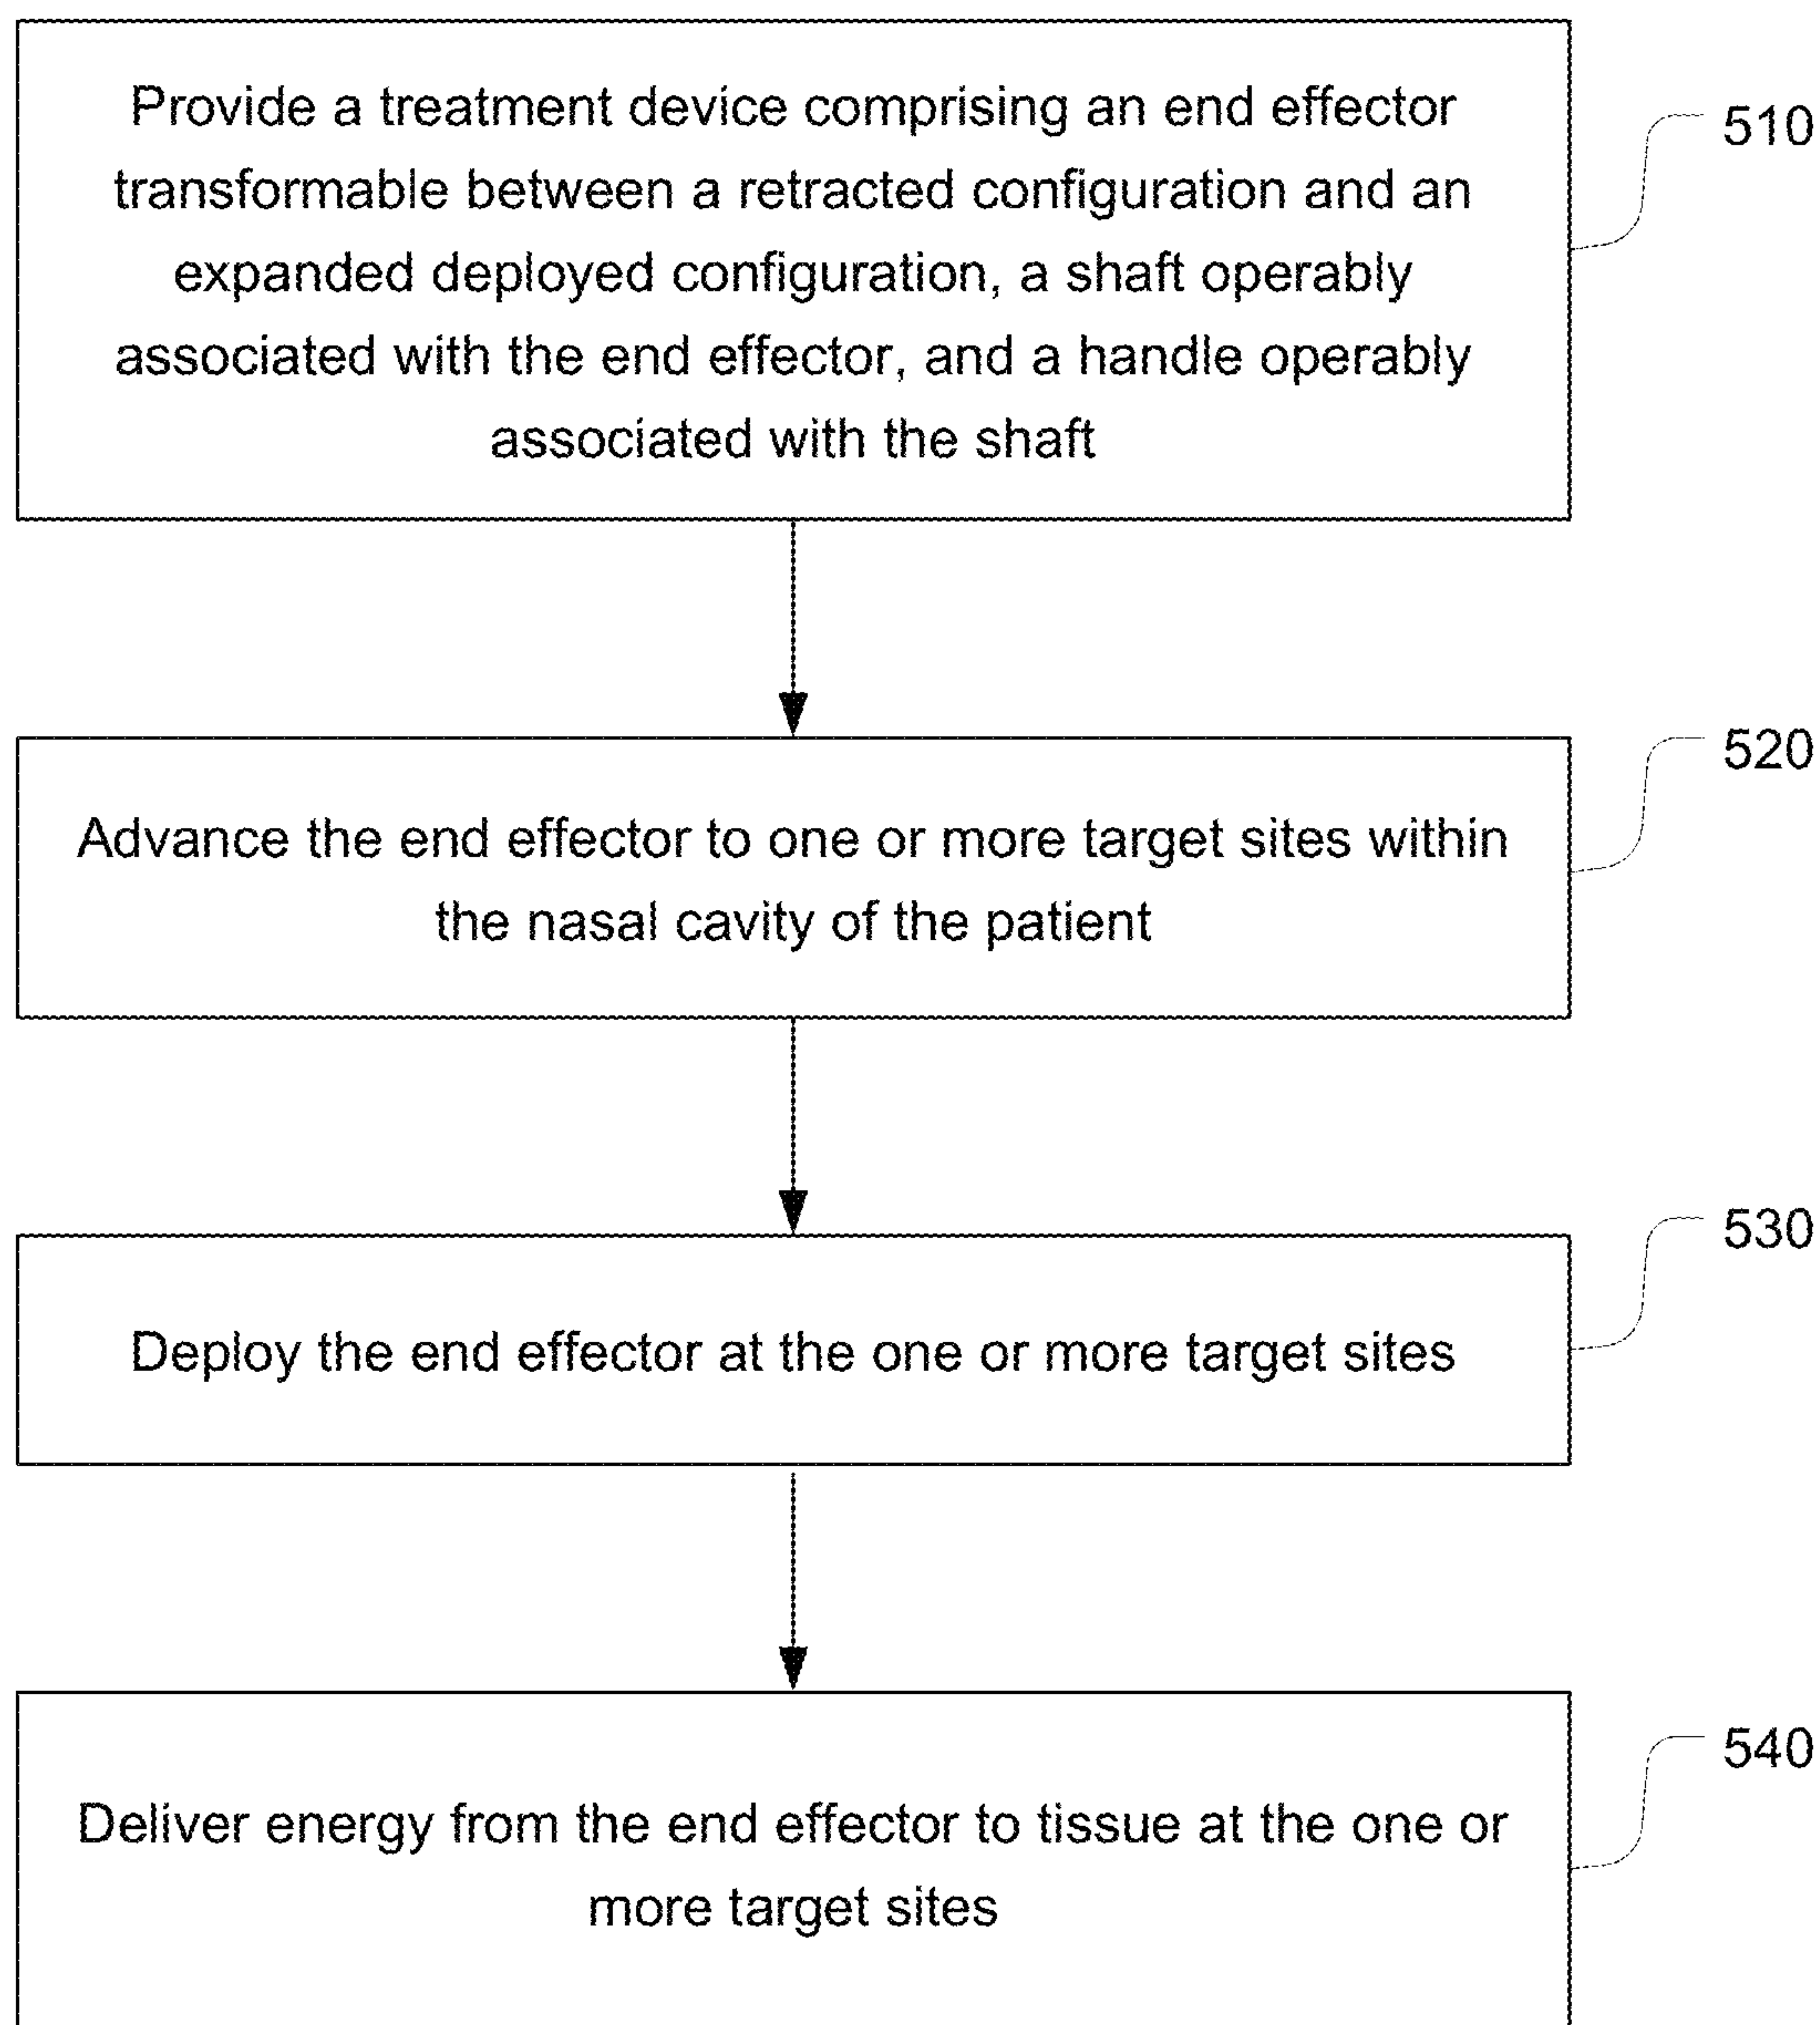 Provide a treatment device comprising an end effector
transformable between a retracted configuration and an
expanded deployed configuration, a shaft operably
associated with the end effector, and a handle operably
associated with the shaft
510
Advance the end effector to one or more target sites within
the nasal cavity of the patient
520
Deploy the end effector at the one or more target sites
530
Deliver energy from the end effector to tissue at the one or
more target sites
540